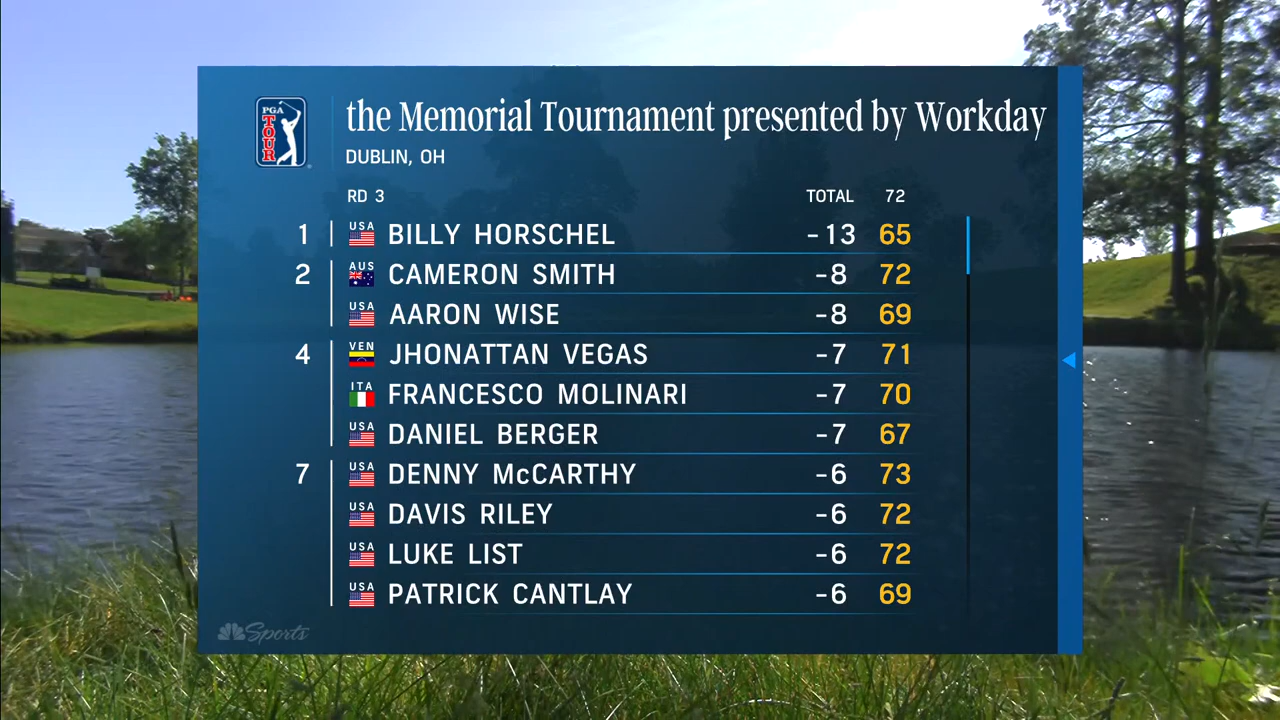 PGA TOUR
the Memorial Tournament presented by Workday
DUBLIN, OH
RD 3 TOTAL 72
1 USA BILLY HORSCHEL -13 65
2 AUS CAMERON SMITH -8 72
USA AARON WISE -8 69
4 VEN JHONATTAN VEGAS -7 71
ITA FRANCESCO MOLINARI -7 70
USA DANIEL BERGER -7 67
7 USA DENNY McCARTHY -6 73
USA DAVIS RILEY -6 72
USA LUKE LIST -6 72
USA PATRICK CANTLAY -6 69
Sports